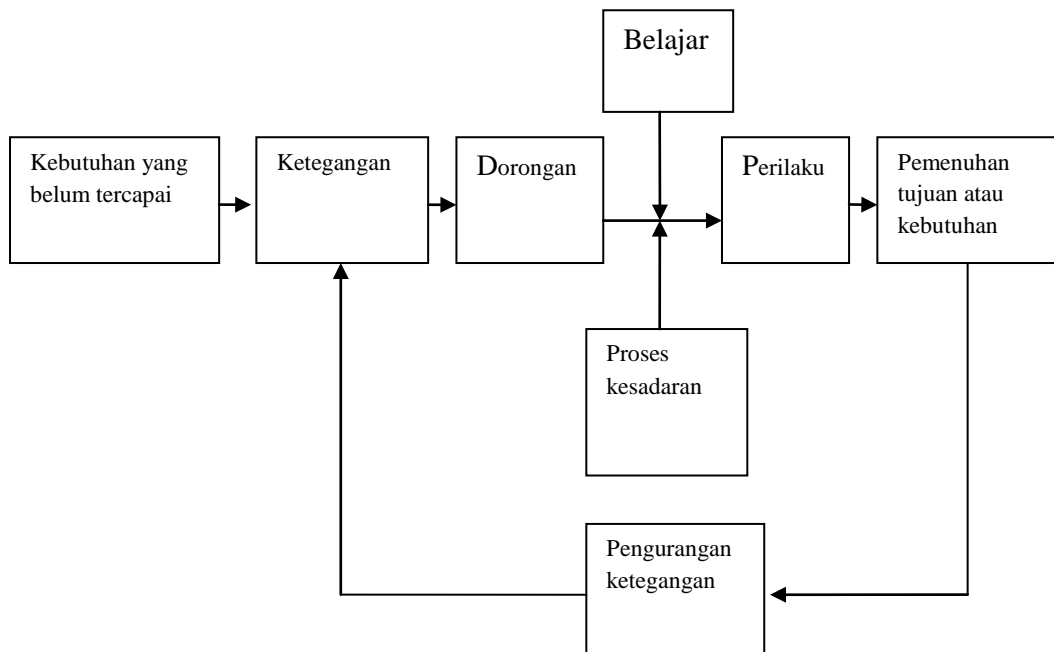 Belajar
Kebutuhan yang
belum tercapai
Ketegangan
Dorongan
Perilaku
Pemenuhan
tujuan atau
kebutuhan
Proses
kesadaran
Pengurangan
ketegangan